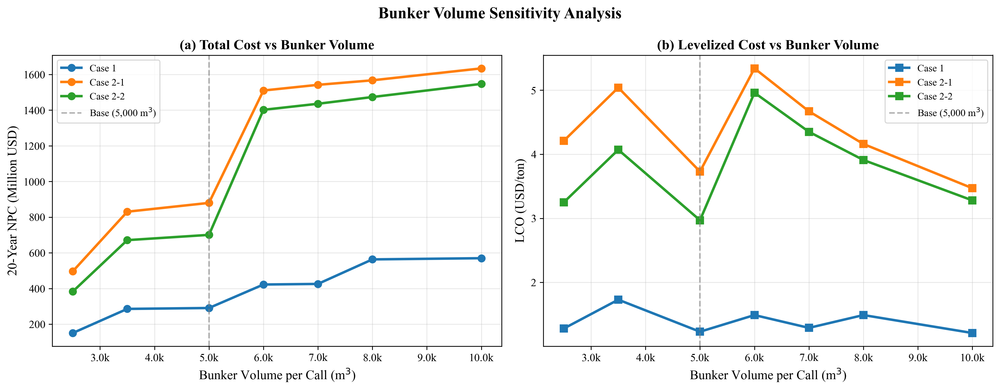 Bunker Volume Sensitivity Analysis
(a) Total Cost vs Bunker Volume
Case 1
Case 2-1
Case 2-2
Base (5,000 m³)
20-Year NPC (Million USD)
1600
1400
1200
1000
800
600
400
200
3.0k 4.0k 5.0k 6.0k 7.0k 8.0k 9.0k 10.0k
Bunker Volume per Call (m³)
(b) Levelized Cost vs Bunker Volume
Case 1
Case 2-1
Case 2-2
Base (5,000 m³)
LCO (USD/ton)
5
4
3
2
3.0k 4.0k 5.0k 6.0k 7.0k 8.0k 9.0k 10.0k
Bunker Volume per Call (m³)